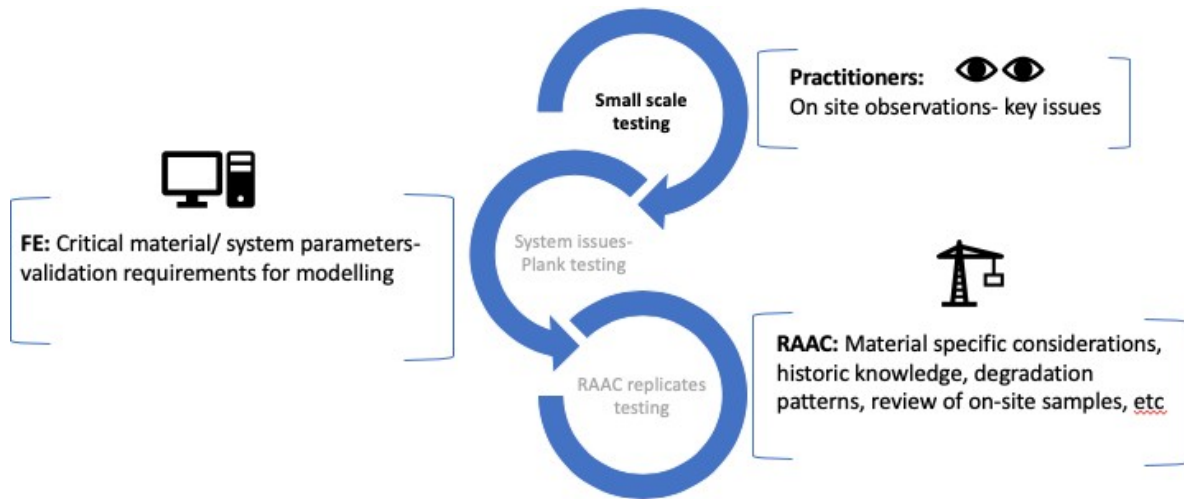 Small scale
testing
Practitioners:
On site observations- key issues
FE: Critical material/ system parameters-
validation requirements for modelling
System issues-
Plank testing
RAAC replicates
testing
RAAC: Material specific considerations,
historic knowledge, degradation
patterns, review of on-site samples, etc